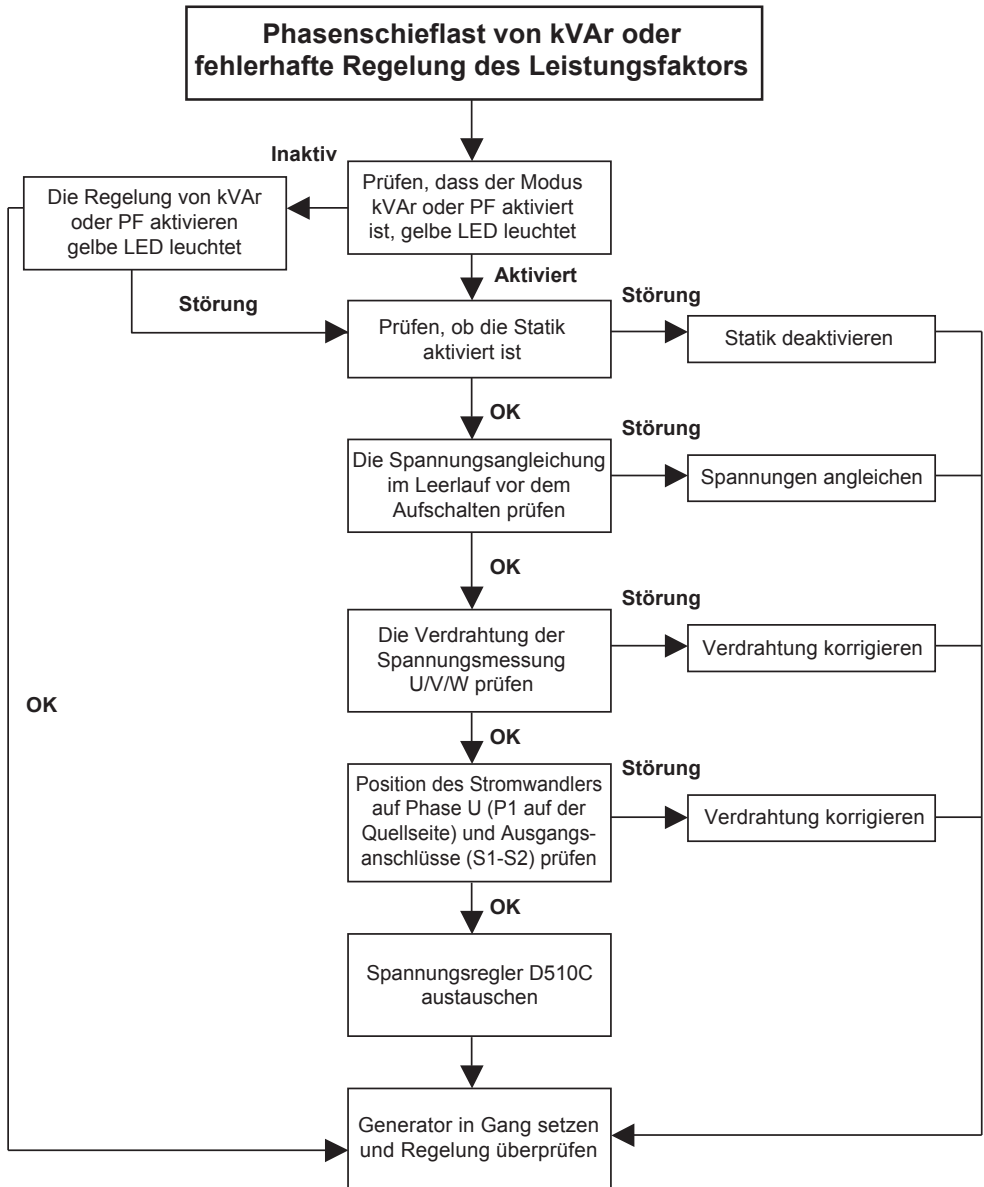 Phasenschieflast von kVAr oder
fehlerhafte Regelung des Leistungsfaktors
Inaktiv
Prüfen, dass der Modus
kVAr oder PF aktiviert
ist, gelbe LED leuchtet
Die Regelung von kVAr
oder PF aktivieren
gelbe LED leuchtet
Aktiviert
Störung
Prüfen, ob die Statik
aktiviert ist
Störung
Statik deaktivieren
OK
Die Spannungsangleichung
im Leerlauf vor dem
Aufschalten prüfen
Störung
Spannungen angleichen
OK
Die Verdrahtung der
Spannungsmessung
U/V/W prüfen
Störung
Verdrahtung korrigieren
OK
OK
Position des Stromwandlers
auf Phase U (P1 auf der
Quellseite) und Ausgangs-
anschlüsse (S1-S2) prüfen
Störung
Verdrahtung korrigieren
OK
Spannungsregler D510C
austauschen
Generator in Gang setzen
und Regelung überprüfen